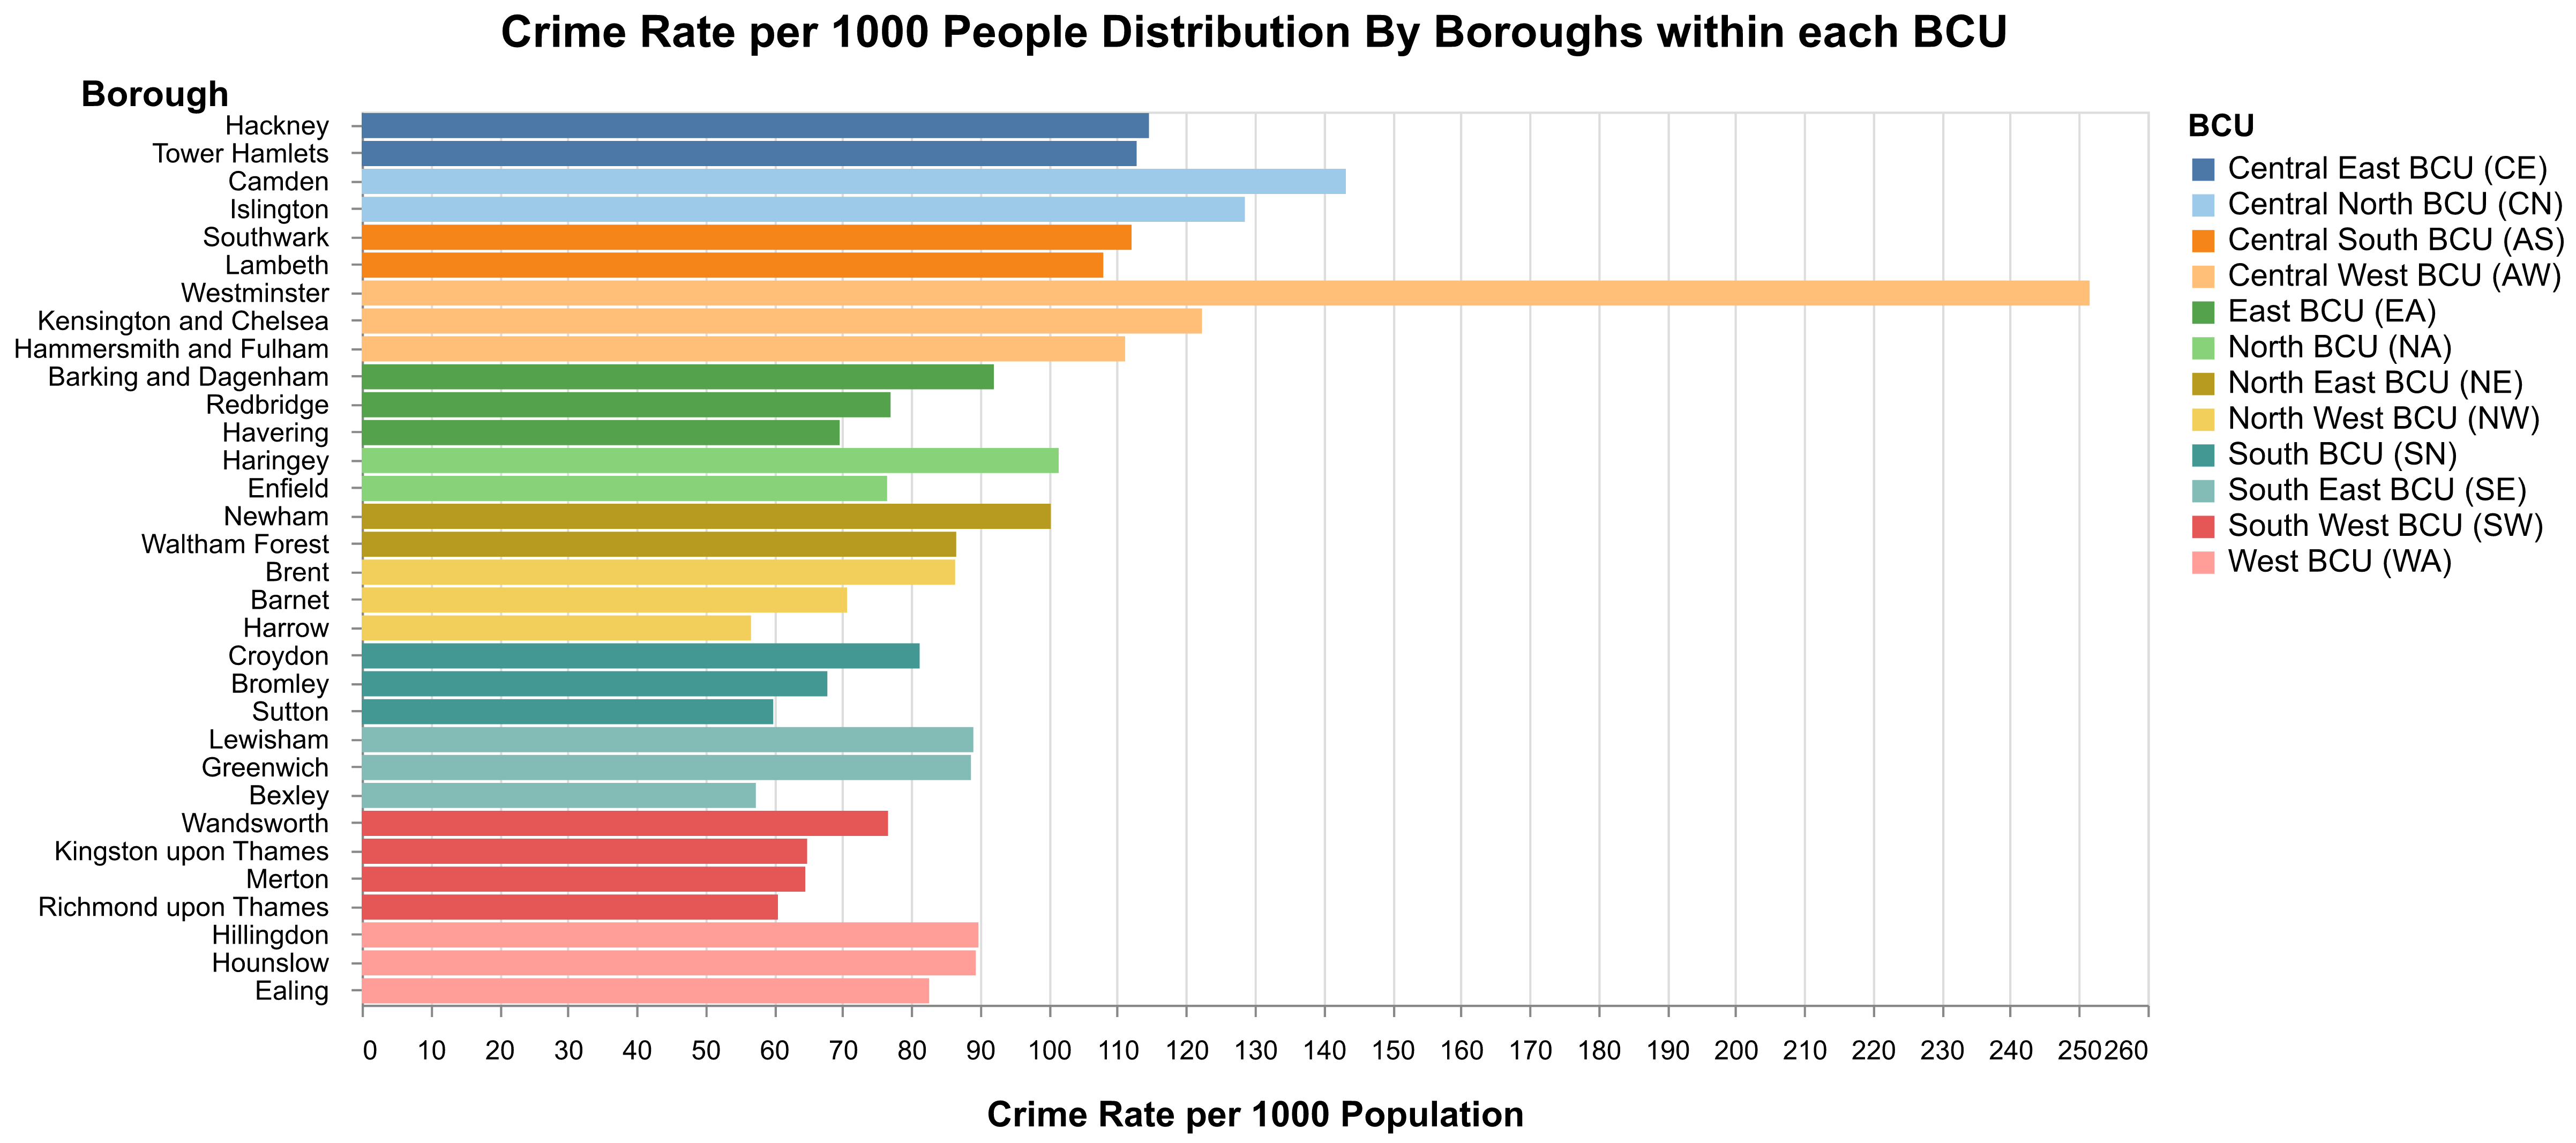 Crime Rate per 1000 People Distribution By Boroughs within each BCU
Borough
Hackney
Tower Hamlets
Camden
Islington
Southwark
Lambeth
Westminster
Kensington and Chelsea
Hammersmith and Fulham
Barking and Dagenham
Redbridge
Havering
Haringey
Enfield
Newham
Waltham Forest
Brent
Barnet
Harrow
Croydon
Bromley
Sutton
Lewisham
Greenwich
Bexley
Wandsworth
Kingston upon Thames
Merton
Richmond upon Thames
Hillingdon
Hounslow
Ealing
0 10 20 30 40 50 60 70 80 90 100 110 120 130 140 150 160 170 180 190 200 210 220 230 240 250 260
Crime Rate per 1000 Population
BCU
Central East BCU (CE)
Central North BCU (CN)
Central South BCU (AS)
Central West BCU (AW)
East BCU (EA)
North BCU (NA)
North East BCU (NE)
North West BCU (NW)
South BCU (SN)
South East BCU (SE)
South West BCU (SW)
West BCU (WA)